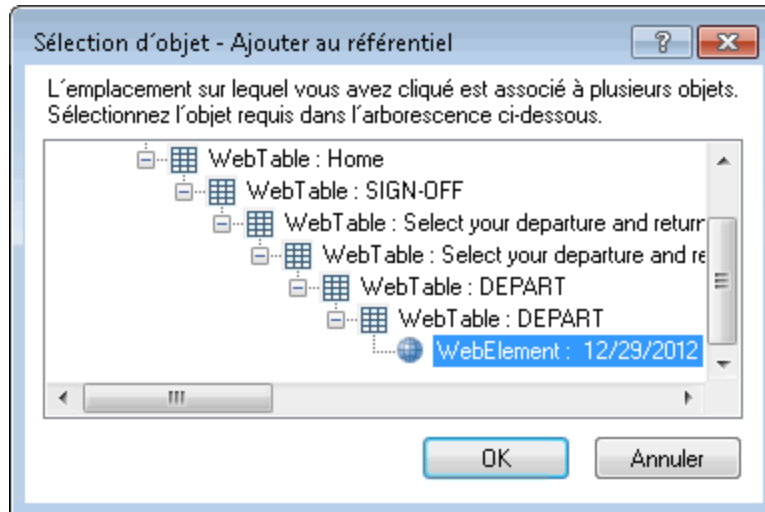 Sélection d´objet - Ajouter au référentiel
L´emplacement sur lequel vous avez cliqué est associé à plusieurs objets.
Sélectionnez l´objet requis dans l´arborescence ci-dessous.
WebTable : Home
WebTable : SIGN-OFF
WebTable : Select your departure and return
WebTable : Select your departure and re
WebTable : DEPART
WebTable : DEPART
WebElement : 12/29/2012
OK Annuler